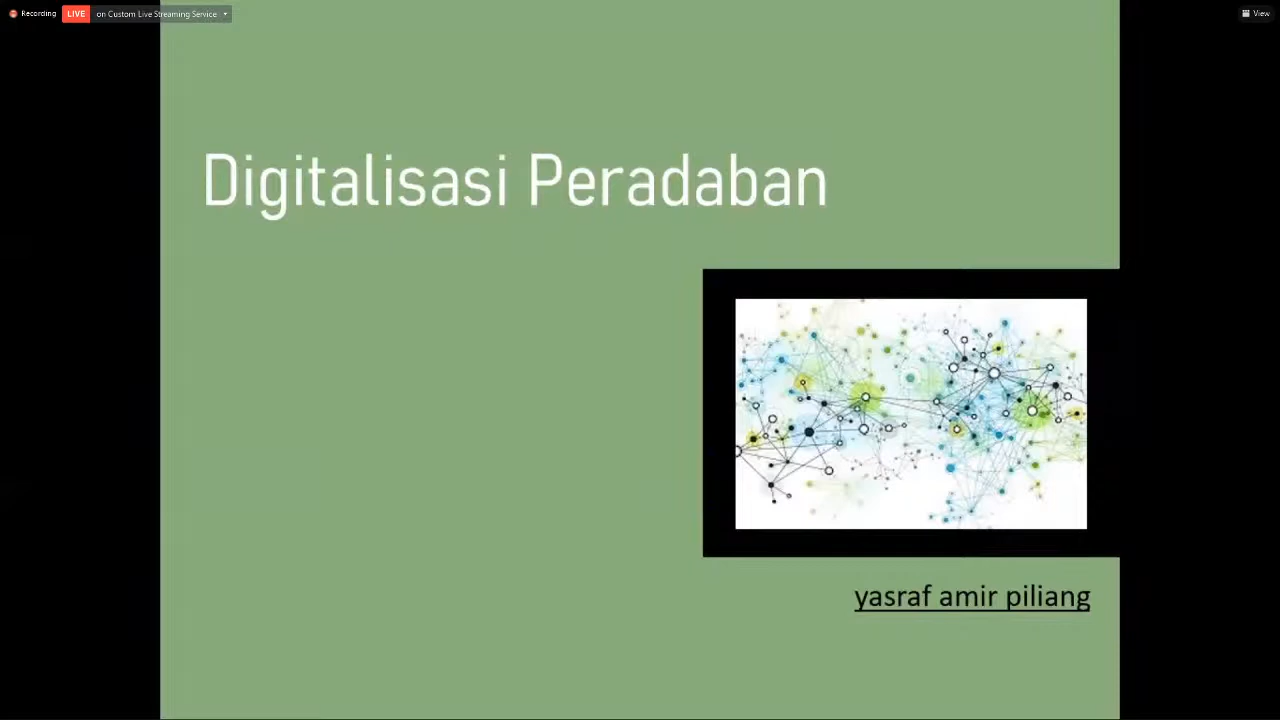 Recording LIVE on Custom Live Streaming Service View
Digitalisasi Peradaban
yasraf amir piliang